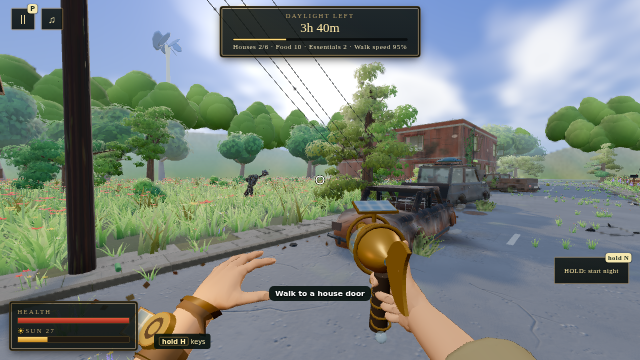 P
DAYLIGHT LEFT
3h 40m
Houses 2/6 · Food 10 · Essentials 2 · Walk speed 95%
hold N
HOLD: start night
Walk to a house door
HEALTH
SUN 27
hold H keys